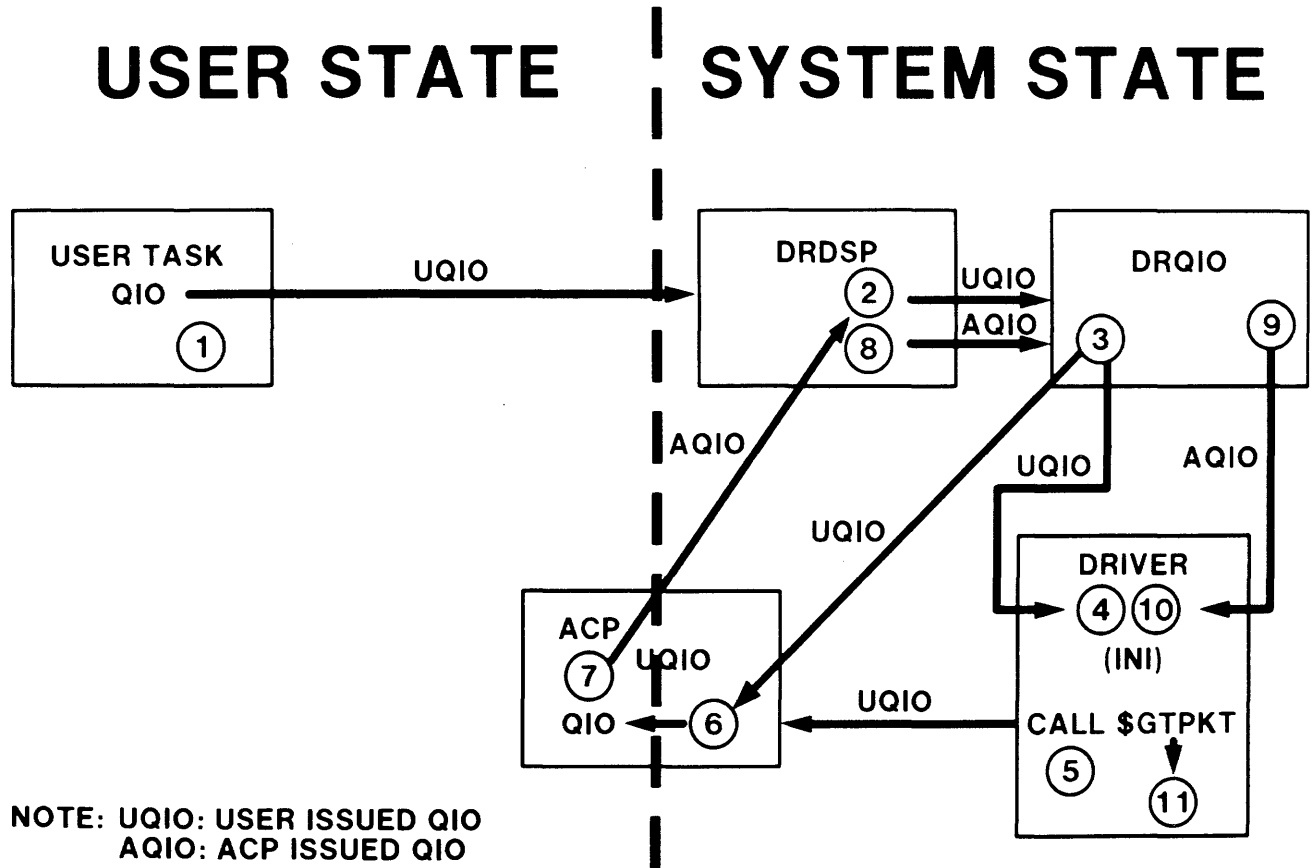 USER STATE
SYSTEM STATE
USER TASK
QIO
1
UQIO
DRDSP
2
8
UQIO
AQIO
DRQIO
3
9
AQIO
UQIO
UQIO
AQIO
ACP
7
UQIO
QIO
6
UQIO
DRIVER
4 10
(INI)
CALL $GTPKT
5
11
NOTE: UQIO: USER ISSUED QIO
AQIO: ACP ISSUED QIO